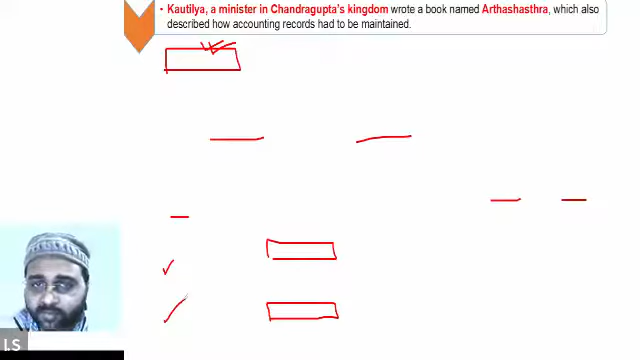 • Kautilya, a minister in Chandragupta's kingdom wrote a book named Arthashasthra, which also
described how accounting records had to be maintained.
I.S